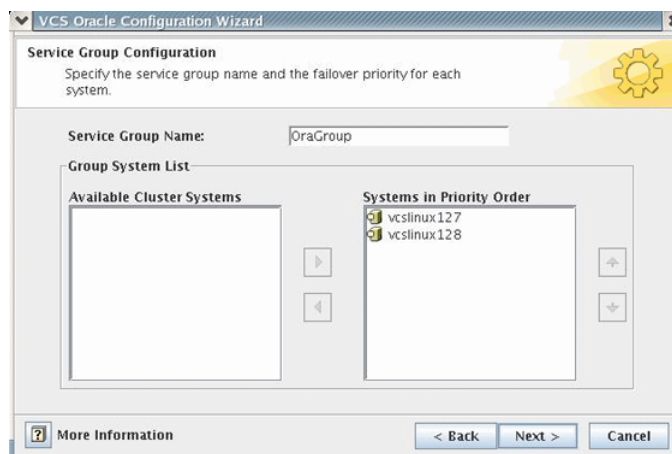 VCS Oracle Configuration Wizard
Service Group Configuration
Specify the service group name and the failover priority for each
system.
Service Group Name:
OraGroup
Group System List
Available Cluster Systems
Systems in Priority Order
vcslinux127
vcslinux128
? More Information
< Back
Next >
Cancel